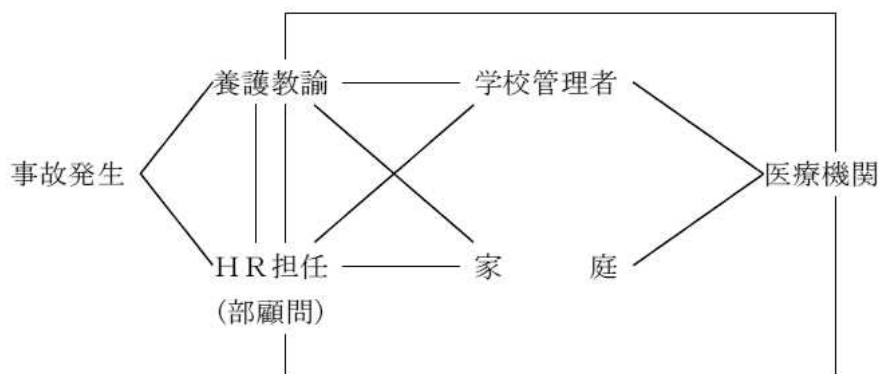 養護教諭
学校管理者
事故発生
医療機関
HR担任
家庭
(部顧問)